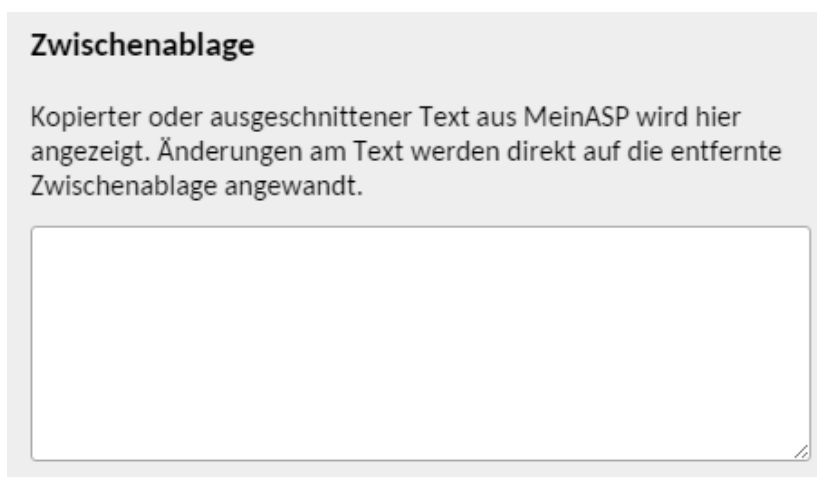 Zwischenablage
Kopierter oder ausgeschnittener Text aus MeinASP wird hier
angezeigt. Änderungen am Text werden direkt auf die entfernte
Zwischenablage angewandt.